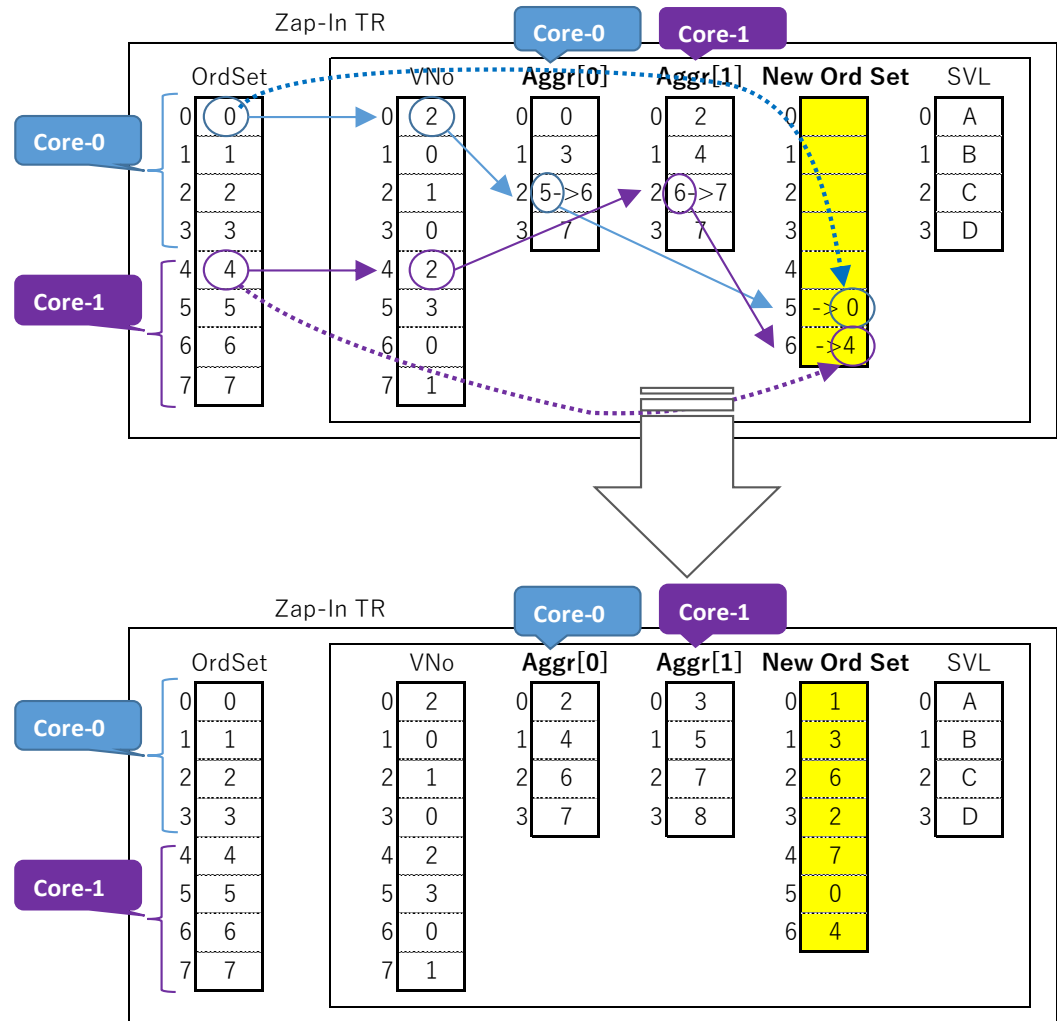 Zap-In TR
Core-0 Core-1
OrdSet VNo Aggr[0] Aggr[1] New Ord Set SVL
Core-0
0 0 0 2 0 0 0 2 0 0 A
1 1 1 0 1 3 1 4 1 1 B
2 2 2 1 2 5->6 2 6->7 2 2 C
3 3 3 0 3 7 3 7 3 3 D
Core-1
4 4 4 2 4
5 5 5 3 5 -> 0
6 6 6 0 6 ->4
7 7 7 1
Zap-In TR
Core-0 Core-1
OrdSet VNo Aggr[0] Aggr[1] New Ord Set SVL
Core-0
0 0 0 2 0 2 0 3 0 1 0 A
1 1 1 0 1 4 1 5 1 3 1 B
2 2 2 1 2 6 2 7 2 6 2 C
3 3 3 0 3 7 3 8 3 2 3 D
Core-1
4 4 4 2 4 7
5 5 5 3 5 0
6 6 6 0 6 4
7 7 7 1